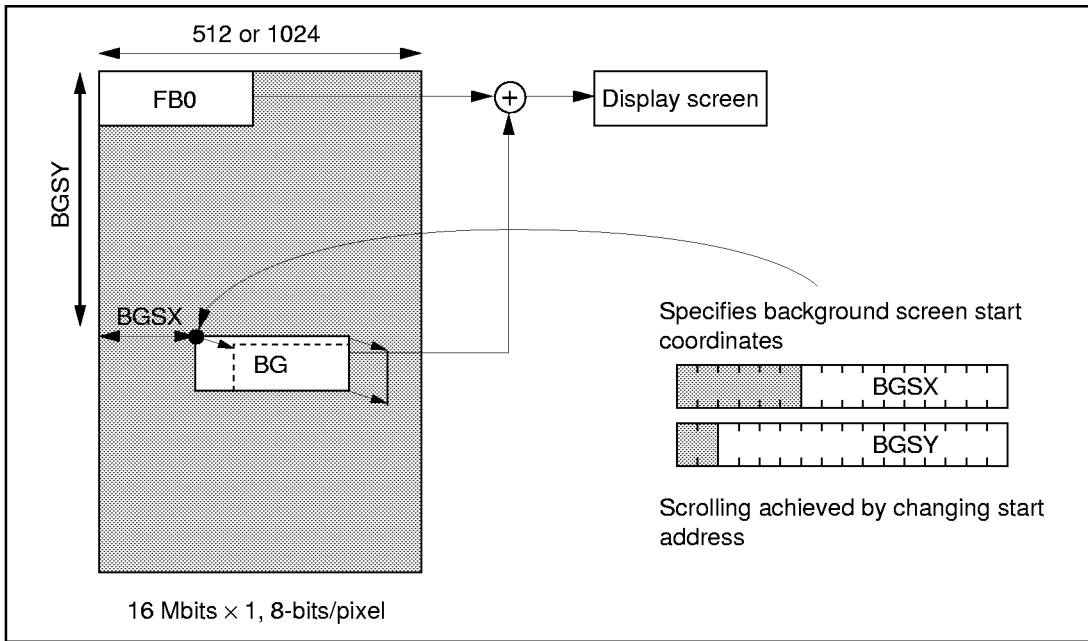 512 or 1024
FB0
Display screen
BGSY
BGSX
BG
Specifies background screen start
coordinates
BGSX
BGSY
Scrolling achieved by changing start
address
16 Mbits × 1, 8-bits/pixel